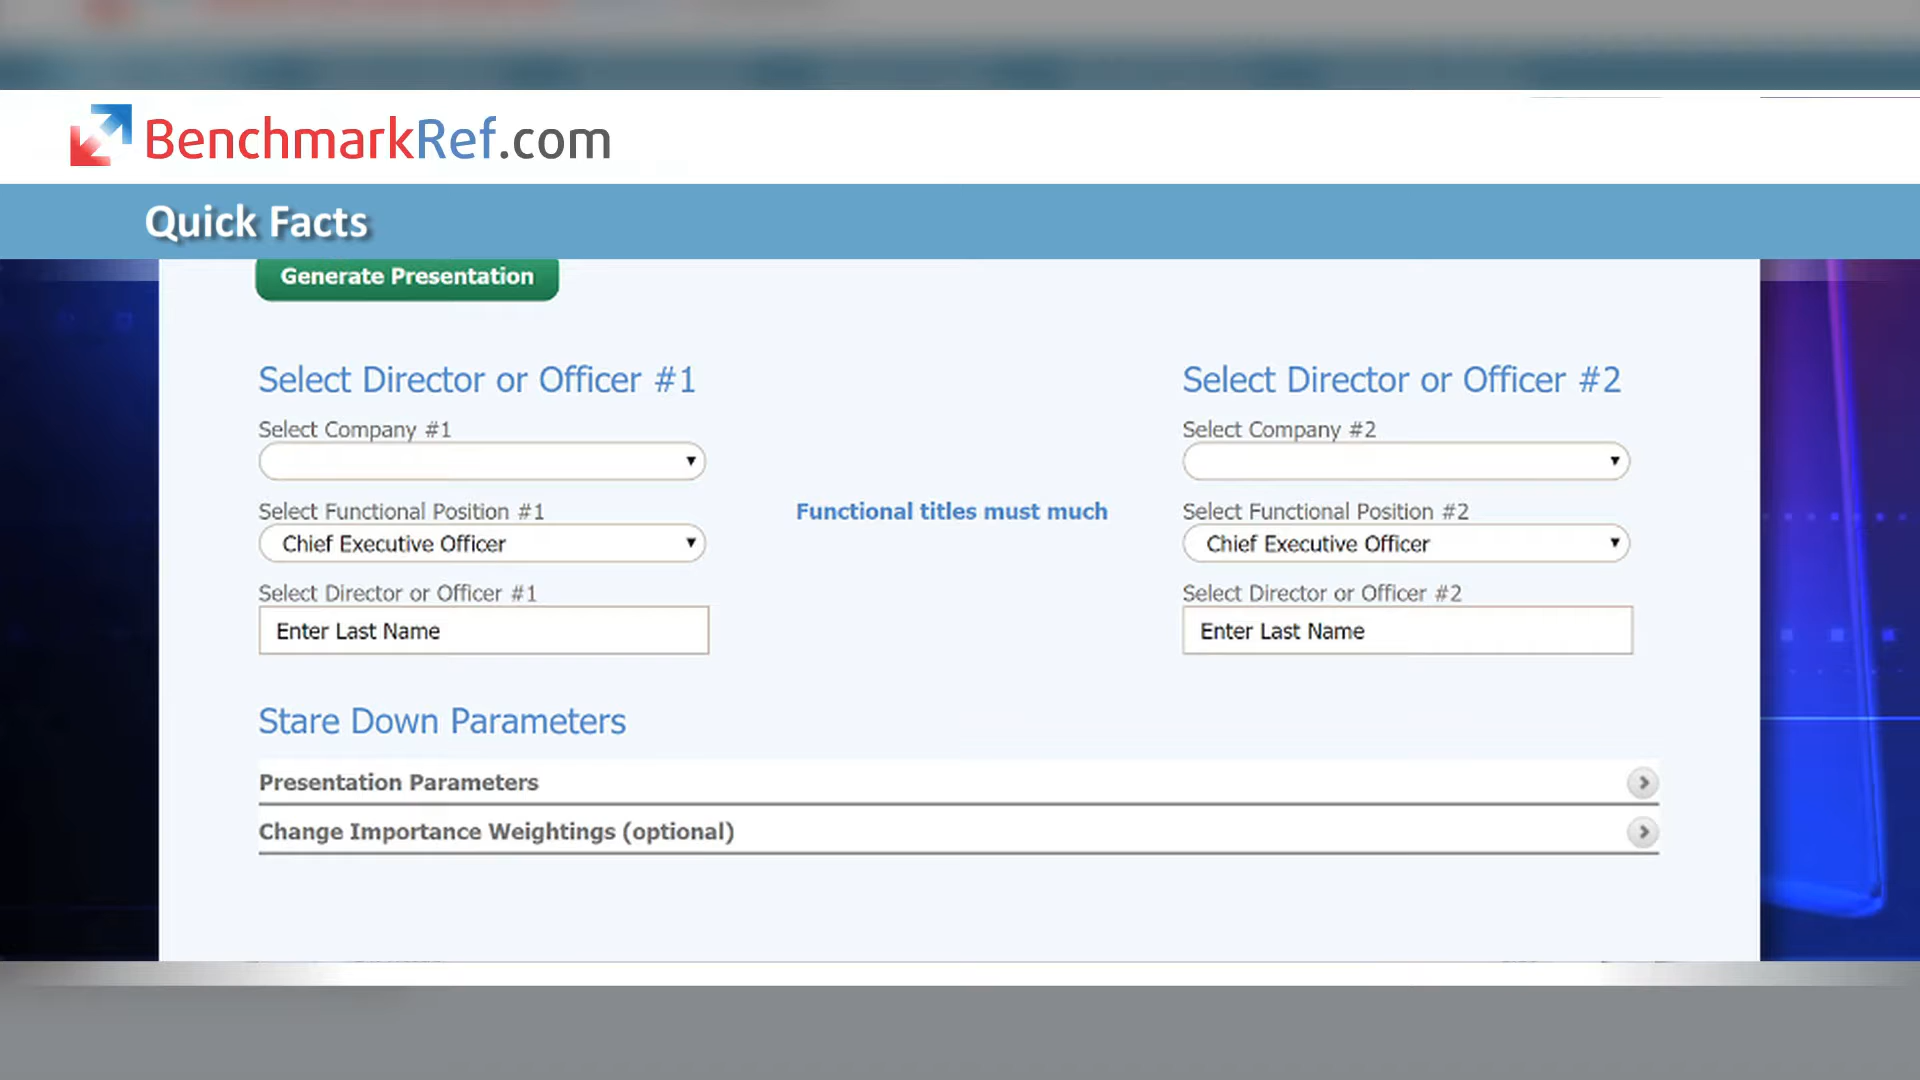 BenchmarkRef.com
Quick Facts
Generate Presentation
Select Director or Officer #1
Select Director or Officer #2
Select Company #1
Select Company #2
Select Functional Position #1
Functional titles must much
Select Functional Position #2
Chief Executive Officer
Chief Executive Officer
Select Director or Officer #1
Select Director or Officer #2
Enter Last Name
Enter Last Name
Stare Down Parameters
Presentation Parameters
Change Importance Weightings (optional)